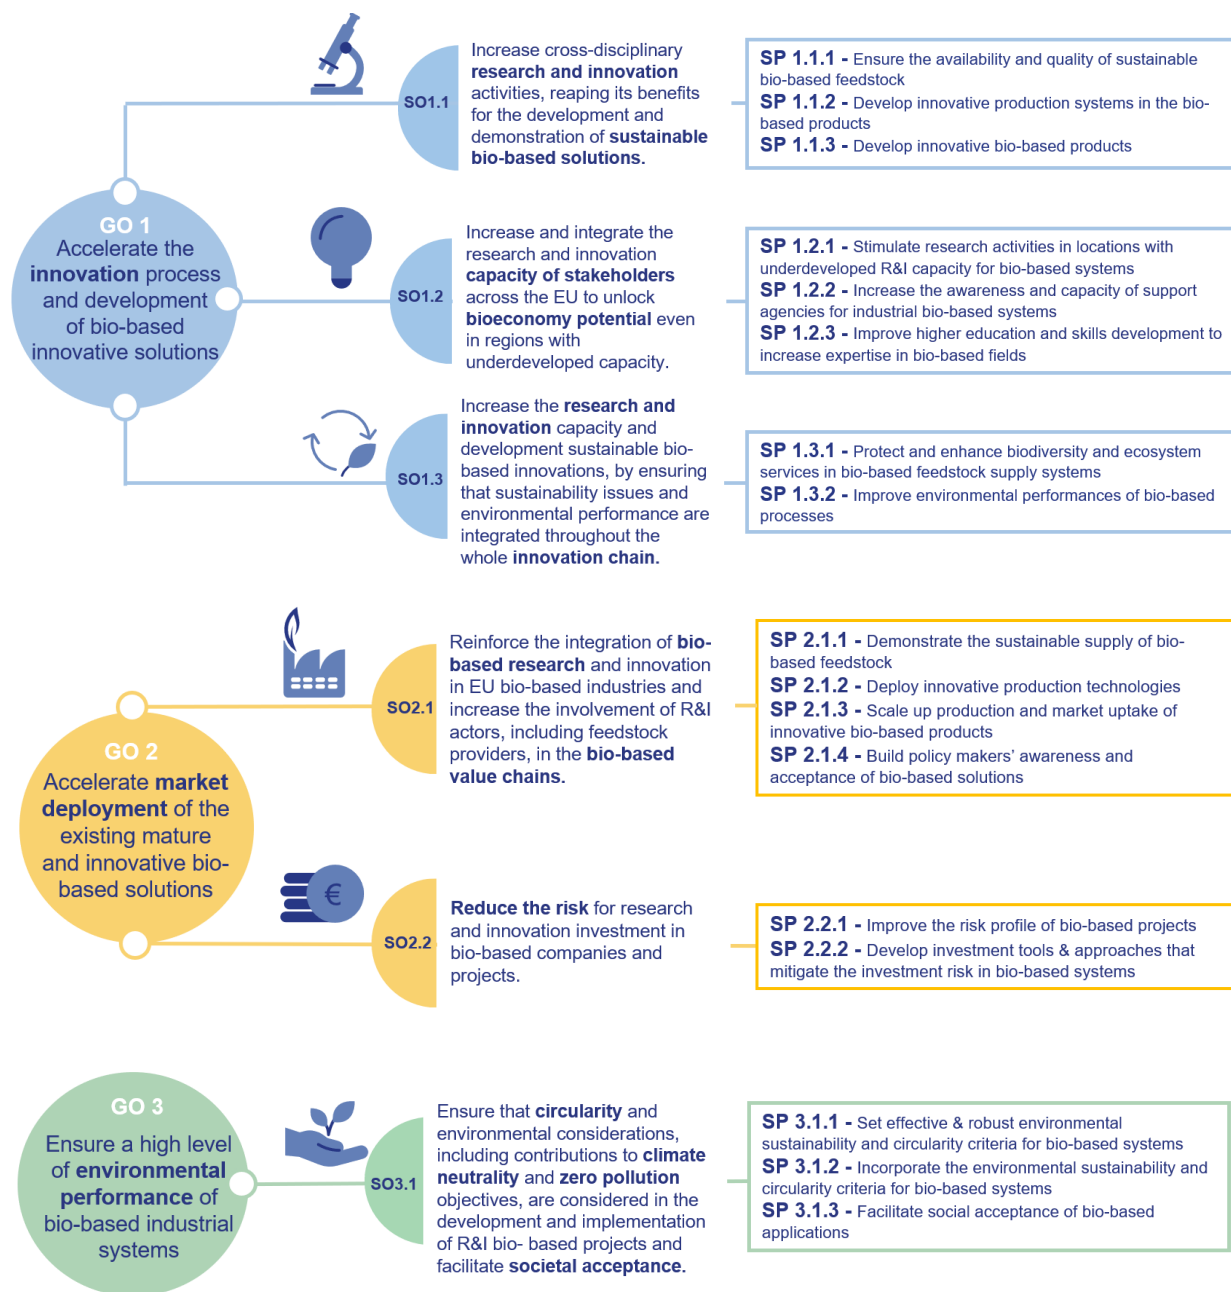 GO 1
Accelerate the
innovation process
and development
of bio-based
innovative solutions
SO1.1
Increase cross-disciplinary
research and innovation
activities, reaping its benefits
for the development and
demonstration of sustainable
bio-based solutions.
SP 1.1.1 - Ensure the availability and quality of sustainable
bio-based feedstock
SP 1.1.2 - Develop innovative production systems in the bio-
based products
SP 1.1.3 - Develop innovative bio-based products
SO1.2
Increase and integrate the
research and innovation
capacity of stakeholders
across the EU to unlock
bioeconomy potential even
in regions with
underdeveloped capacity.
SP 1.2.1 - Stimulate research activities in locations with
underdeveloped R&I capacity for bio-based systems
SP 1.2.2 - Increase the awareness and capacity of support
agencies for industrial bio-based systems
SP 1.2.3 - Improve higher education and skills development to
increase expertise in bio-based fields
SO1.3
Increase the research and
innovation capacity and
development sustainable bio-
based innovations, by ensuring
that sustainability issues and
environmental performance are
integrated throughout the
whole innovation chain.
SP 1.3.1 - Protect and enhance biodiversity and ecosystem
services in bio-based feedstock supply systems
SP 1.3.2 - Improve environmental performances of bio-based
processes
GO 2
Accelerate market
deployment of the
existing mature
and innovative bio-
based solutions
SO2.1
Reinforce the integration of bio-
based research and innovation
in EU bio-based industries and
increase the involvement of R&I
actors, including feedstock
providers, in the bio-based
value chains.
SP 2.1.1 - Demonstrate the sustainable supply of bio-
based feedstock
SP 2.1.2 - Deploy innovative production technologies
SP 2.1.3 - Scale up production and market uptake of
innovative bio-based products
SP 2.1.4 - Build policy makers' awareness and
acceptance of bio-based solutions
€
SO2.2
Reduce the risk for research
and innovation investment in
bio-based companies and
projects.
SP 2.2.1 - Improve the risk profile of bio-based projects
SP 2.2.2 - Develop investment tools & approaches that
mitigate the investment risk in bio-based systems
GO 3
Ensure a high level
of environmental
performance of
bio-based industrial
systems
SO3.1
Ensure that circularity and
environmental considerations,
including contributions to climate
neutrality and zero pollution
objectives, are considered in the
development and implementation
of R&I bio- based projects and
facilitate societal acceptance.
SP 3.1.1 - Set effective & robust environmental
sustainability and circularity criteria for bio-based systems
SP 3.1.2 - Incorporate the environmental sustainability and
circularity criteria for bio-based systems
SP 3.1.3 - Facilitate social acceptance of bio-based
applications